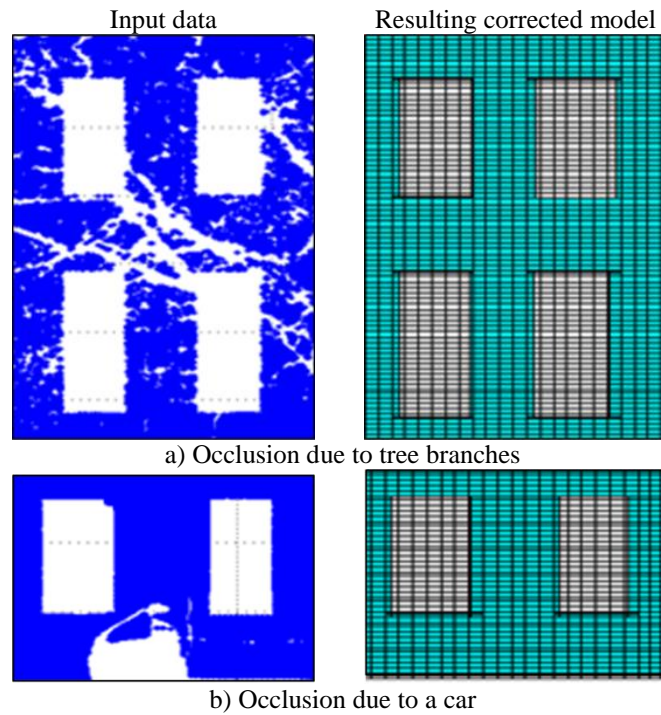 Input data
Resulting corrected model
a) Occlusion due to tree branches
b) Occlusion due to a car